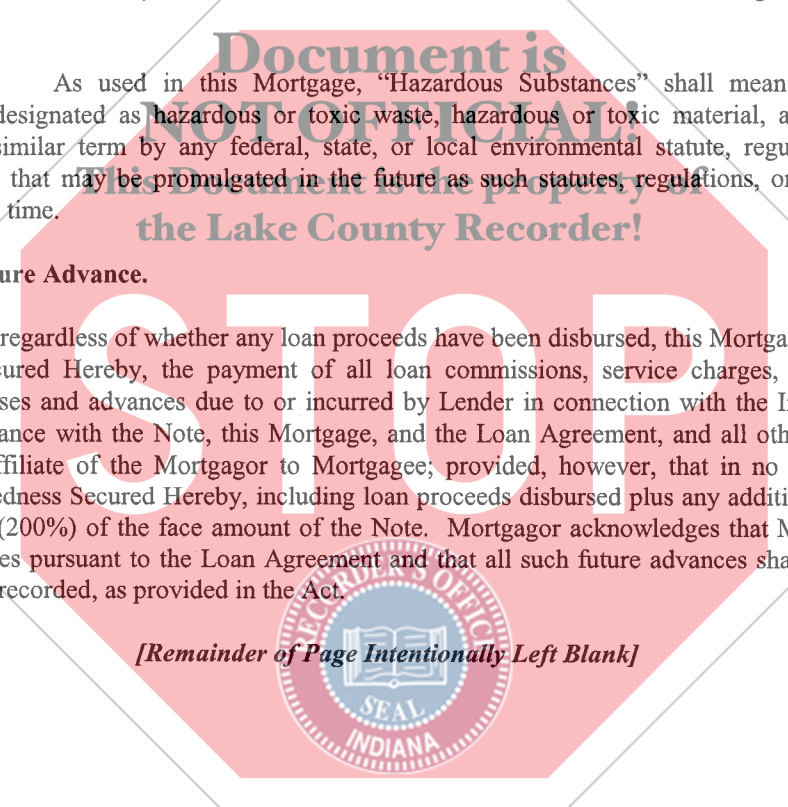 Document is
As used in this Mortgage, “Hazardous Substances” shall mean
designated as hazardous or toxic waste, hazardous or toxic material, a
NOT OFFICIAL!
similar term by any federal, state, or local environmental statute, regu
that may be promulgated in the future as such statutes, regulations, or
This Document is the property of
time.
the Lake County Recorder!
ure Advance.
STOP
regardless of whether any loan proceeds have been disbursed, this Mortga
ured Hereby, the payment of all loan commissions, service charges,
ses and advances due to or incurred by Lender in connection with the I
ance with the Note, this Mortgage, and the Loan Agreement, and all oth
ffiliate of the Mortgagor to Mortgagee; provided, however, that in no
edness Secured Hereby, including loan proceeds disbursed plus any additi
(200%) of the face amount of the Note. Mortgagor acknowledges that M
es pursuant to the Loan Agreement and that all such future advances sha
recorded, as provided in the Act.
RECORDER'S OFFIC
[Remainder of Page Intentionally Left Blank]
SEAL
INDIANA